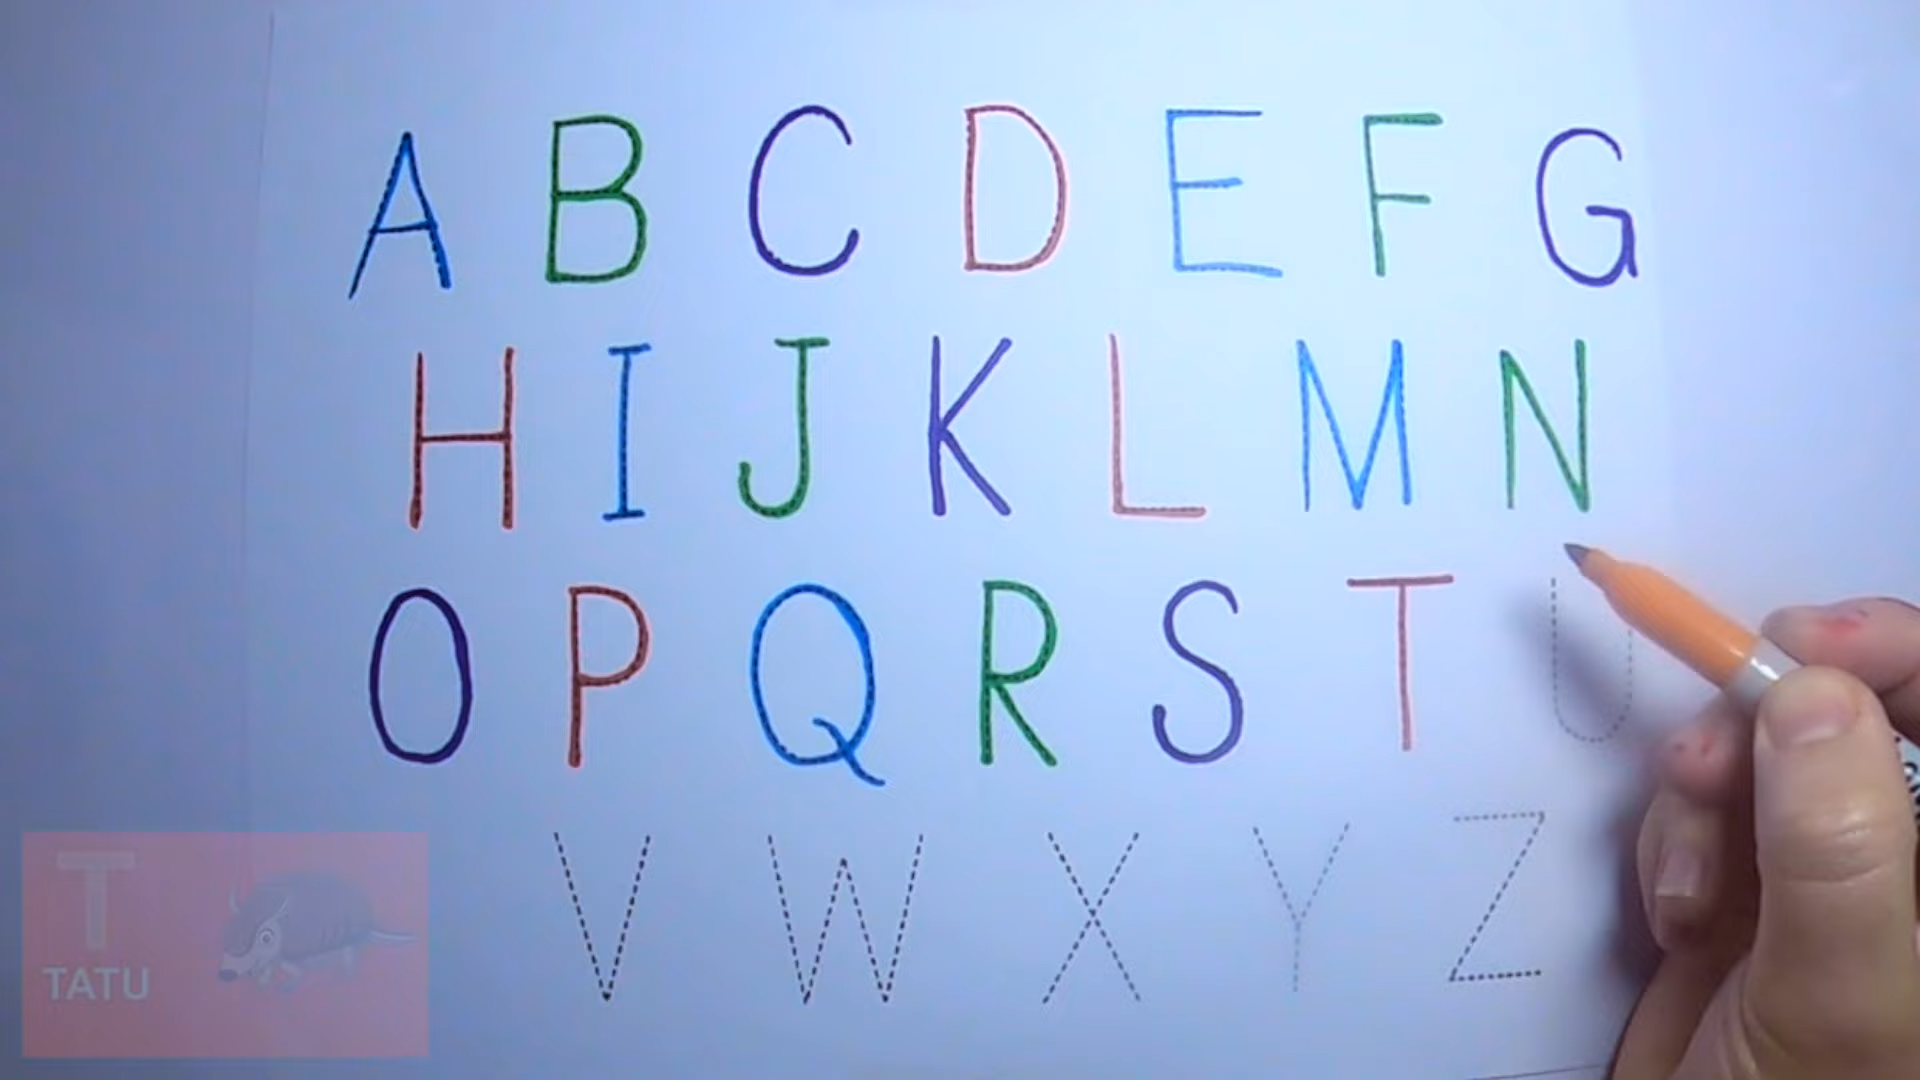 A B C D E F G
H I J K L M N
O P Q R S T U
V W X Y Z
T
TATU